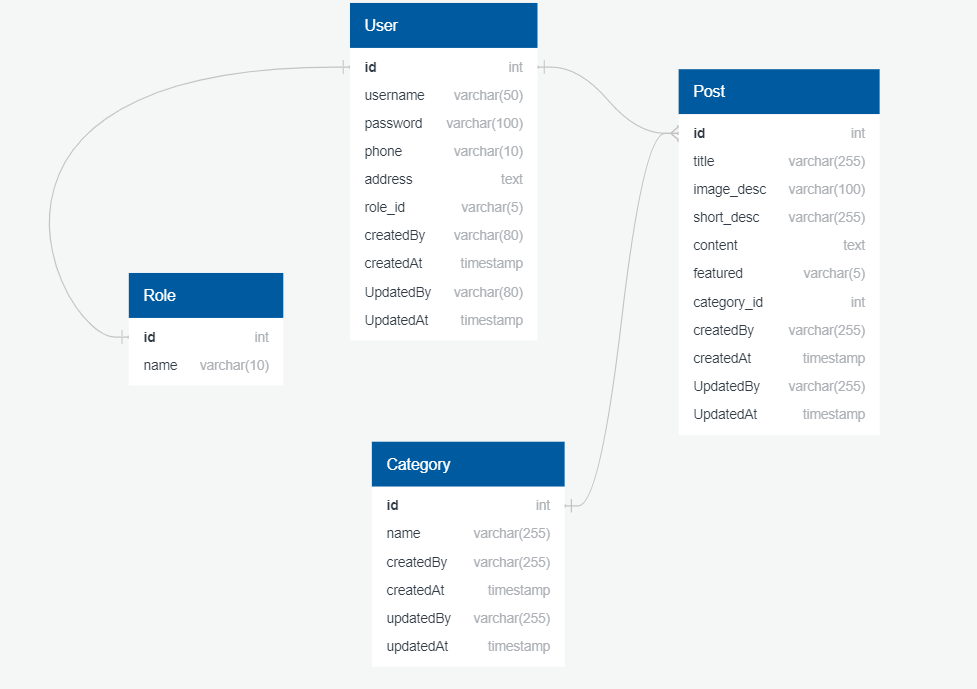 User
id int
username varchar(50)
password varchar(100)
phone varchar(10)
address text
role_id varchar(5)
createdBy varchar(80)
createdAt timestamp
UpdatedBy varchar(80)
UpdatedAt timestamp
Post
id int
title varchar(255)
image_desc varchar(100)
short_desc varchar(255)
content text
featured varchar(5)
category_id int
createdBy varchar(255)
createdAt timestamp
UpdatedBy varchar(255)
UpdatedAt timestamp
Role
id int
name varchar(10)
Category
id int
name varchar(255)
createdBy varchar(255)
createdAt timestamp
updatedBy varchar(255)
updatedAt timestamp